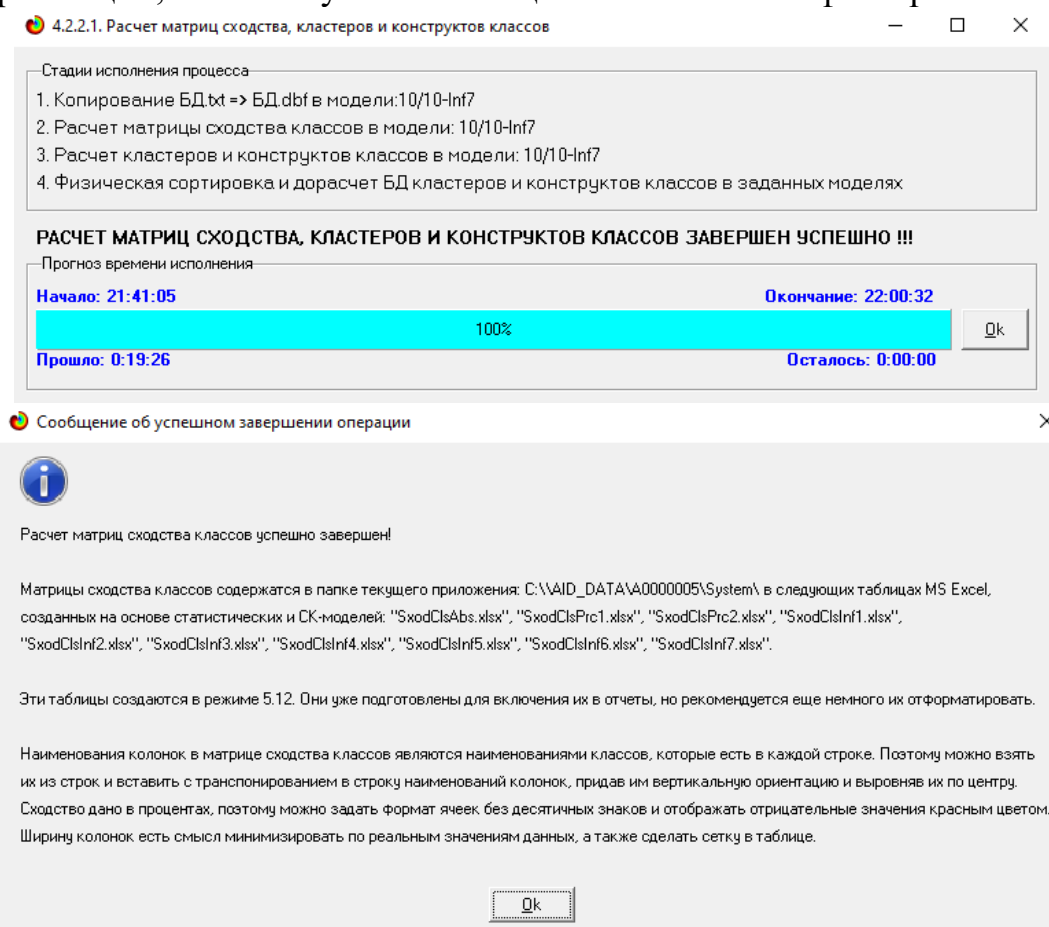 4.2.2.1. Расчет матриц сходства, кластеров и конструктов классов
Стадии исполнения процесса
1. Копирование БД.txt => БД.dbf в модели:10/10-Inf7
2. Расчет матрицы сходства классов в модели: 10/10-Inf7
3. Расчет кластеров и конструктов классов в модели: 10/10-Inf7
4. Физическая сортировка и дорасчет БД кластеров и конструктов классов в заданных моделях
РАСЧЕТ МАТРИЦ СХОДСТВА, КЛАСТЕРОВ И КОНСТРУКТОВ КЛАССОВ ЗАВЕРШЕН УСПЕШНО !!!
Прогноз времени исполнения
Начало: 21:41:05 Окончание: 22:00:32
100% Ok
Прошло: 0:19:26 Осталось: 0:00:00
Сообщение об успешном завершении операции
Расчет матриц сходства классов успешно завершен!
Матрицы сходства классов содержатся в папке текущего приложения: C:\\AID_DATA\A0000005\System\ в следующих таблицах MS Excel,
созданных на основе статистических и СК-моделей: "SxodClsAbs.xlsx", "SxodClsPrc1.xlsx", "SxodClsPrc2.xlsx", "SxodClsInf1.xlsx",
"SxodClsInf2.xlsx", "SxodClsInf3.xlsx", "SxodClsInf4.xlsx", "SxodClsInf5.xlsx", "SxodClsInf6.xlsx", "SxodClsInf7.xlsx".
Эти таблицы создаются в режиме 5.12. Они уже подготовлены для включения их в отчеты, но рекомендуется еще немного их отформатировать.
Наименования колонок в матрице сходства классов являются наименованиями классов, которые есть в каждой строке. Поэтому можно взять
их из строк и вставить с транспонированием в строку наименований колонок, придав им вертикальную ориентацию и выровняв их по центру.
Сходство дано в процентах, поэтому можно задать формат ячеек без десятичных знаков и отображать отрицательные значения красным цветом.
Ширину колонок есть смысл минимизировать по реальным значениям данных, а также сделать сетку в таблице.
Ok